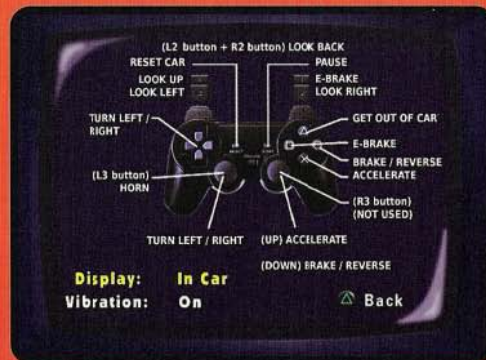 (L2 button + R2 button) LOOK BACK
RESET CAR
PAUSE
LOOK UP
E-BRAKE
LOOK LEFT
LOOK RIGHT
TURN LEFT /
RIGHT
GET OUT OF CAR
E-BRAKE
BRAKE / REVERSE
ACCELERATE
(L3 button)
HORN
(R3 button)
(NOT USED)
TURN LEFT / RIGHT
(UP) ACCELERATE
(DOWN) BRAKE / REVERSE
Display: In Car
Vibration: On
Back